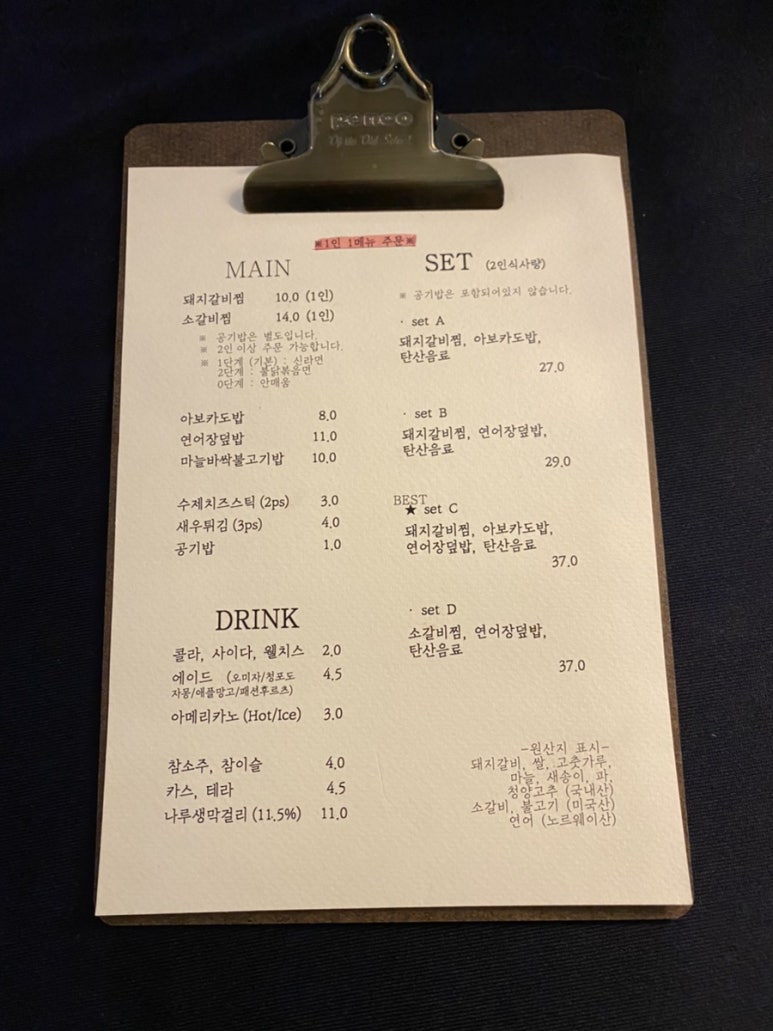 ※1인 1메뉴 주문※
MAIN
돼지갈비찜 10.0 (1인)
소갈비찜 14.0 (1인)
※ 공기밥은 별도입니다.
※ 2인이상 주문 가능합니다.
※ 1단계 (기본) : 신라면
2단계 : 불닭볶음면
0단계 : 안매움
아보카도밥 8.0
연어장덮밥 11.0
마늘바싹불고기밥 10.0
수제치즈스틱 (2ps) 3.0
새우튀김 (3ps) 4.0
공기밥 1.0
DRINK
콜라, 사이다, 웰치스 2.0
에이드 (오미자/청포도 4.5
자몽/애플망고/패션후르츠)
아메리카노 (Hot/Ice) 3.0
참소주, 참이슬 4.0
카스, 테라 4.5
나루생막걸리 (11.5%) 11.0
SET (2인식사량)
※ 공기밥은 포함되어있지 않습니다.
· set A
돼지갈비찜, 아보카도밥,
탄산음료
27.0
· set B
돼지갈비찜, 연어장덮밥,
탄산음료
29.0
BEST
★ set C
돼지갈비찜, 아보카도밥,
연어장덮밥, 탄산음료
37.0
· set D
소갈비찜, 연어장덮밥,
탄산음료
37.0
-원산지 표시-
돼지갈비, 쌀, 고춧가루,
마늘, 새송이, 파,
청양고추 (국내산)
소갈비, 불고기 (미국산)
연어 (노르웨이산)